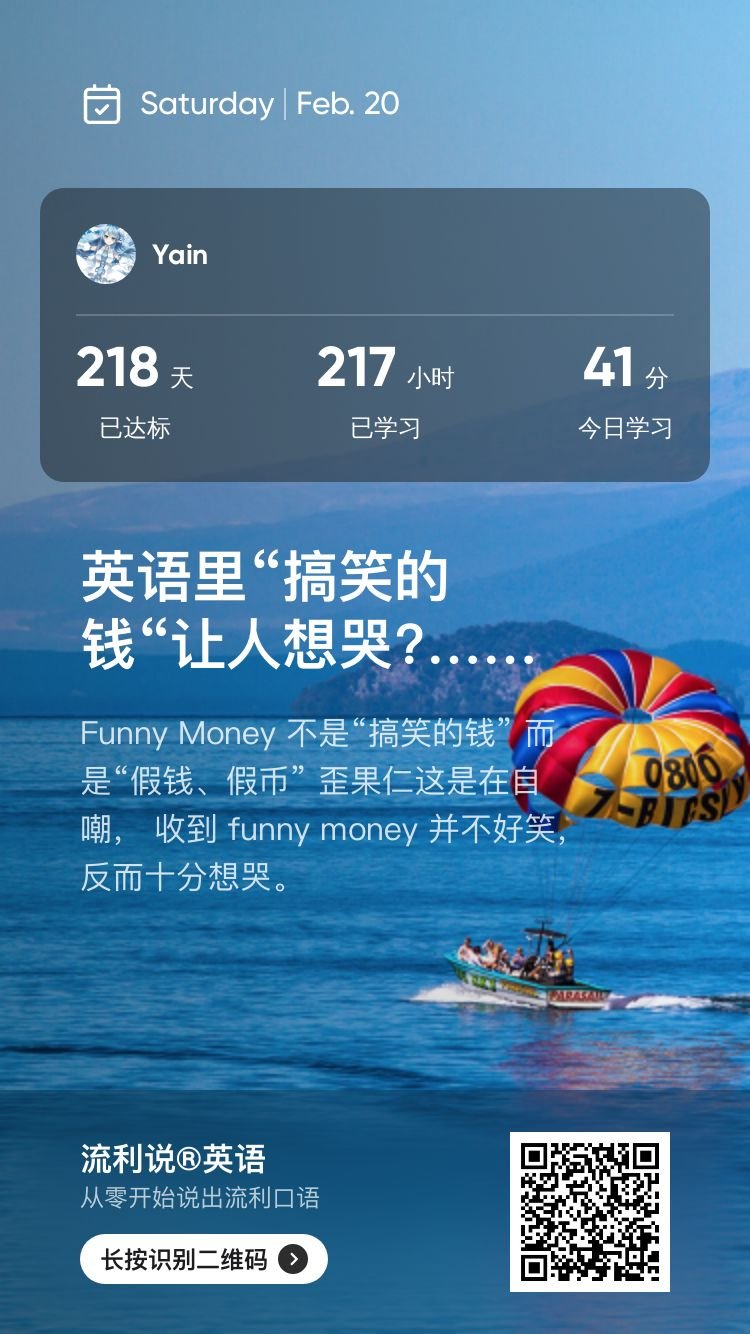 Saturday | Feb. 20
Yain
218 天 217 小时 41 分
已达标 已学习 今日学习
英语里“搞笑的
钱“让人想哭?......
Funny Money 不是“搞笑的钱” 而
是“假钱、假币” 歪果仁这是在自
嘲， 收到 funny money 并不好笑，
反而十分想哭。
0800
PARASAIL
流利说®英语
从零开始说出流利口语
长按识别二维码